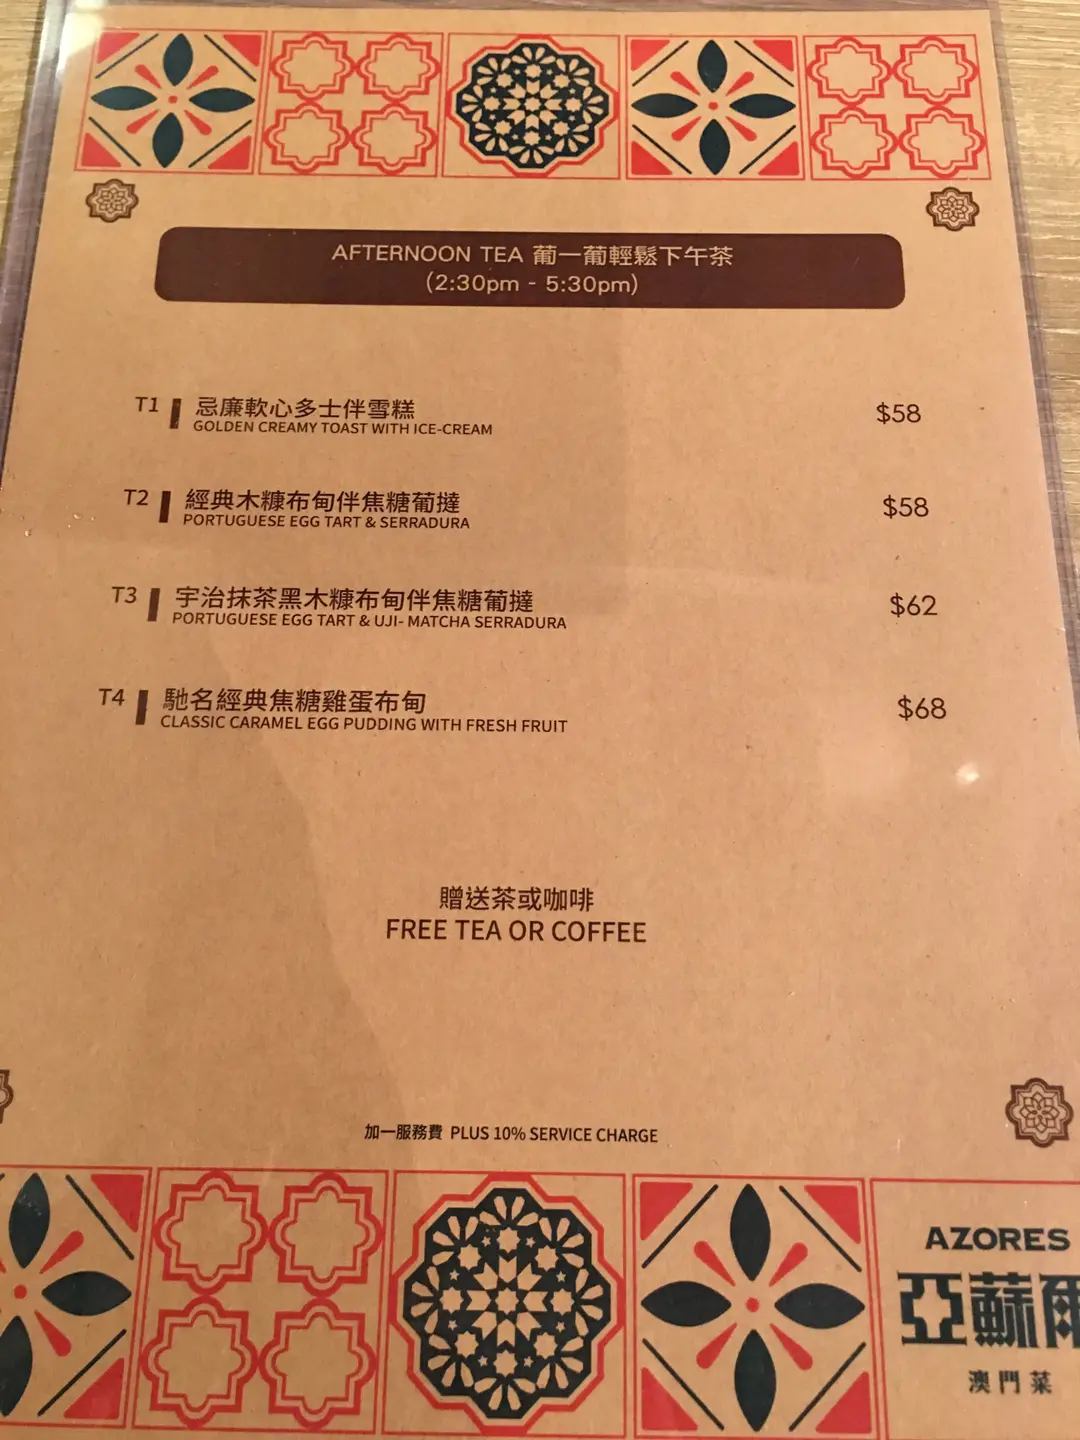 AFTERNOON TEA 葡一葡輕鬆下午茶
(2:30pm - 5:30pm)
T1 忌廉軟心多士伴雪糕 $58
GOLDEN CREAMY TOAST WITH ICE-CREAM
T2 經典木糠布甸伴焦糖葡撻 $58
PORTUGUESE EGG TART & SERRADURA
T3 宇治抹茶黑木糠布甸伴焦糖葡撻 $62
PORTUGUESE EGG TART & UJI- MATCHA SERRADURA
T4 馳名經典焦糖雞蛋布甸 $68
CLASSIC CARAMEL EGG PUDDING WITH FRESH FRUIT
贈送茶或咖啡
FREE TEA OR COFFEE
加一服務費 PLUS 10% SERVICE CHARGE
AZORES
亞蘇爾
澳門菜